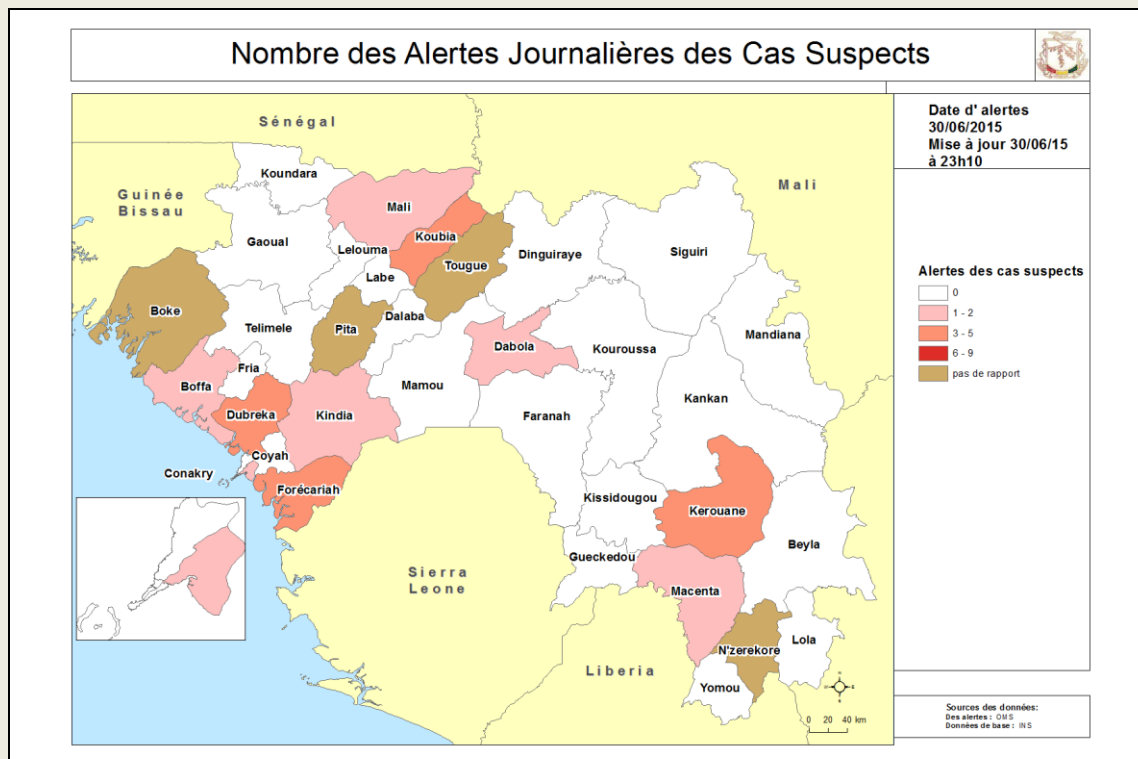 Nombre des Alertes Journalières des Cas Suspects
Date d' alertes
30/06/2015
Mise à jour 30/06/15
à 23h10
Sénégal
Mali
Guinée
Bissau
Koundara
Mali
Gaoual
Koubia
Lelouma
Labe
Tougue
Dinguiraye
Siguiri
Boke
Telimele
Pita
Dalaba
Dabola
Kouroussa
Mandiana
Fria
Boffa
Mamou
Dubreka
Kindia
Faranah
Kankan
Coyah
Conakry
Forécariah
Kissidougou
Kerouane
Beyla
Gueckedou
Sierra
Leone
Macenta
Lola
N'zerekore
Liberia
Yomou
N
E
S
0 20 40 km
Alertes des cas suspects
0
1 - 2
3 - 5
6 - 9
pas de rapport
Sources des données:
Des alertes : OMS
Données de base : INS